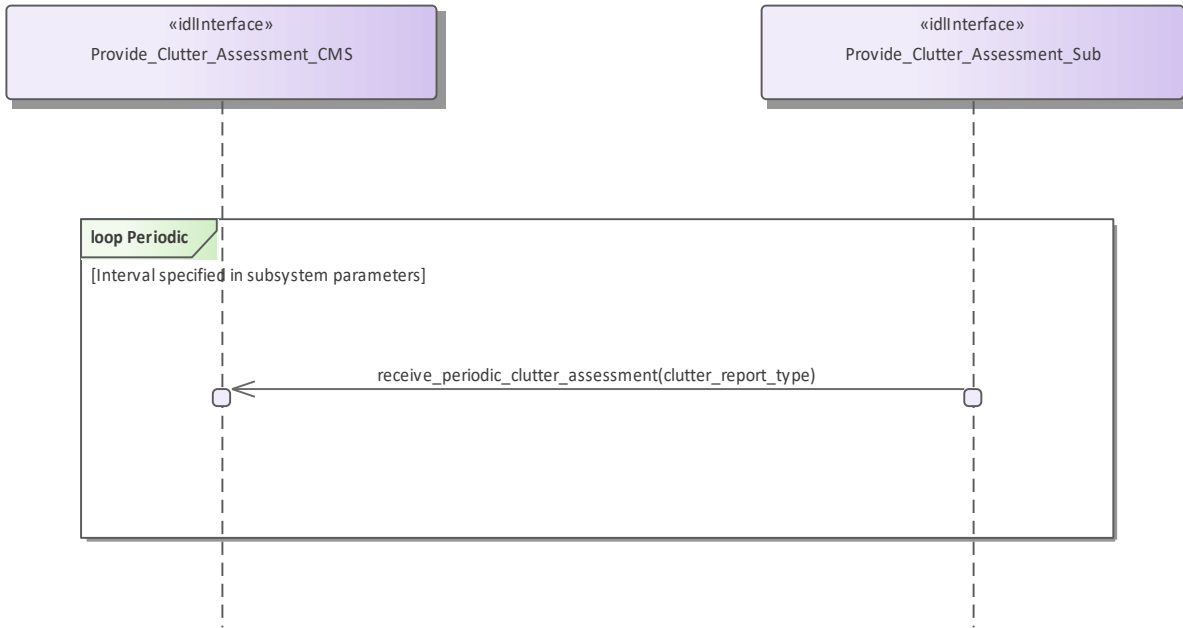 «idlInterface»
Provide_Clutter_Assessment_CMS
«idlInterface»
Provide_Clutter_Assessment_Sub
loop Periodic
[Interval specified in subsystem parameters]
receive_periodic_clutter_assessment(clutter_report_type)